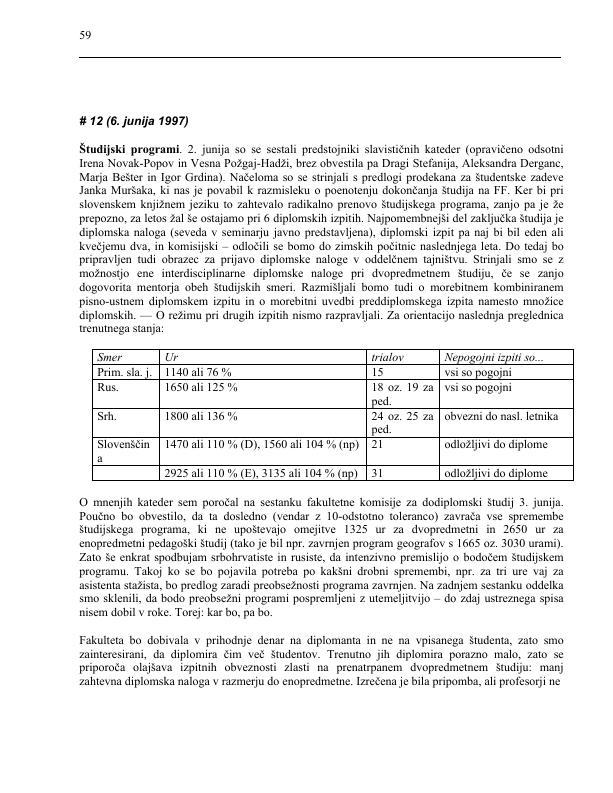 59
# 12 (6. junija 1997)
Študijski programi. 2. junija so se sestali predstojniki slavističnih kateder (opravičeno odsotni
Irena Novak-Popov in Vesna Požgaj-Hadži, brez obvestila pa Dragi Stefanija, Aleksandra Derganc,
Marja Bešter in Igor Grdina). Načeloma so se strinjali s predlogi prodekana za študentske zadeve
Janka Muršaka, ki nas je povabil k razmisleku o poenotenju dokončanja študija na FF. Ker bi pri
slovenskem knjižnem jeziku to zahtevalo radikalno prenovo študijskega programa, zanjo pa je že
prepozno, za letos žal še ostajamo pri 6 diplomskih izpitih. Najpomembnejši del zaključka študija je
diplomska naloga (seveda v seminarju javno predstavljena), diplomski izpit pa naj bi bil eden ali
kvečjemu dva, in komisijski – odločili se bomo do zimskih počitnic naslednjega leta. Do tedaj bo
pripravljen tudi obrazec za prijavo diplomske naloge v oddelčnem tajništvu. Strinjali smo se z
možnostjo ene interdisciplinarne diplomske naloge pri dvopredmetnem študiju, če se zanjo
dogovorita mentorja obeh študijskih smeri. Razmišljali bomo tudi o morebitnem kombiniranem
pisno-ustnem diplomskem izpitu in o morebitni uvedbi preddiplomskega izpita namesto množice
diplomskih. — O režimu pri drugih izpitih nismo razpravljali. Za orientacijo naslednja preglednica
trenutnega stanja:
Smer Ur trialov Nepogojni izpiti so...
Prim. sla. j. 1140 ali 76 % 15 vsi so pogojni
Rus. 1650 ali 125 % 18 oz. 19 za vsi so pogojni
ped.
Srh. 1800 ali 136 % 24 oz. 25 za obvezni do nasl. letnika
ped.
Slovenščin 1470 ali 110 % (D), 1560 ali 104 % (np) 21 odložljivi do diplome
a
2925 ali 110 % (E), 3135 ali 104 % (np) 31 odložljivi do diplome
O mnenjih kateder sem poročal na sestanku fakultetne komisije za dodiplomski študij 3. junija.
Poučno bo obvestilo, da ta dosledno (vendar z 10-odstotno toleranco) zavrača vse spremembe
študijskega programa, ki ne upoštevajo omejitve 1325 ur za dvopredmetni in 2650 ur za
enopredmetni pedagoški študij (tako je bil npr. zavrnjen program geografov s 1665 oz. 3030 urami).
Zato še enkrat spodbujam srbohrvatiste in rusiste, da intenzivno premislijo o bodočem študijskem
programu. Takoj ko se bo pojavila potreba po kakšni drobni spremembi, npr. za tri ure vaj za
asistenta stažista, bo predlog zaradi preobsežnosti programa zavrnjen. Na zadnjem sestanku oddelka
smo sklenili, da bodo preobsežni programi pospremljeni z utemeljitvijo – do zdaj ustreznega spisa
nisem dobil v roke. Torej: kar bo, pa bo.
Fakulteta bo dobivala v prihodnje denar na diplomanta in ne na vpisanega študenta, zato smo
zainteresirani, da diplomira čim več študentov. Trenutno jih diplomira porazno malo, zato se
priporoča olajšava izpitnih obveznosti zlasti na prenatrpanem dvopredmetnem študiju: manj
zahtevna diplomska naloga v razmerju do enopredmetne. Izrečena je bila pripomba, ali profesorji ne